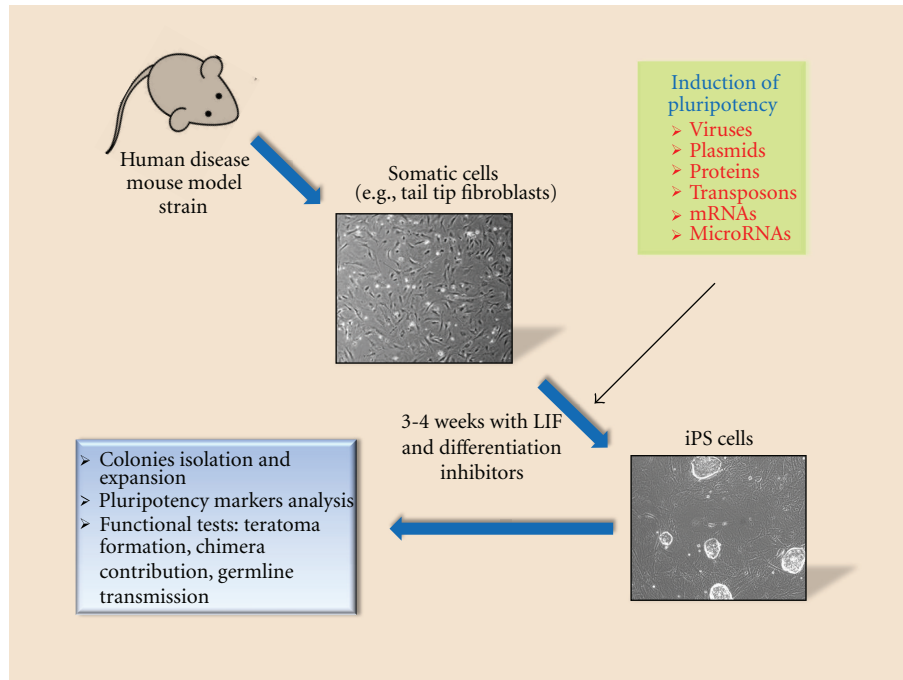 Human disease
mouse model
strain
Somatic cells
(e.g., tail tip fibroblasts)
Induction of
pluripotency
➢ Viruses
➢ Plasmids
➢ Proteins
➢ Transposons
➢ mRNAs
➢ MicroRNAs
3-4 weeks with LIF
and differentiation
inhibitors
iPS cells
➢ Colonies isolation and
expansion
➢ Pluripotency markers analysis
➢ Functional tests: teratoma
formation, chimera
contribution, germline
transmission